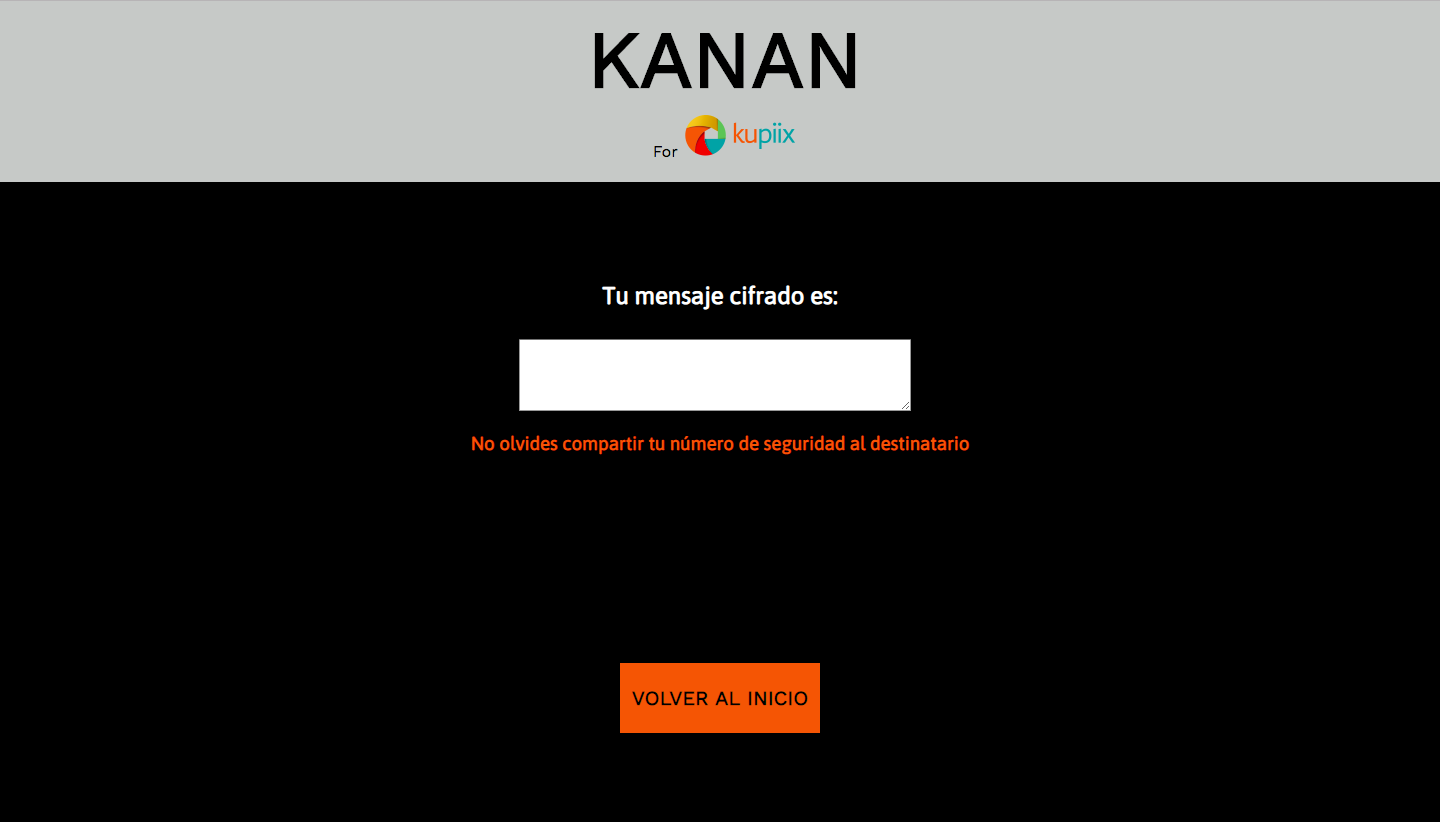 KANAN
For kupiix
Tu mensaje cifrado es:
No olvides compartir tu número de seguridad al destinatario
VOLVER AL INICIO